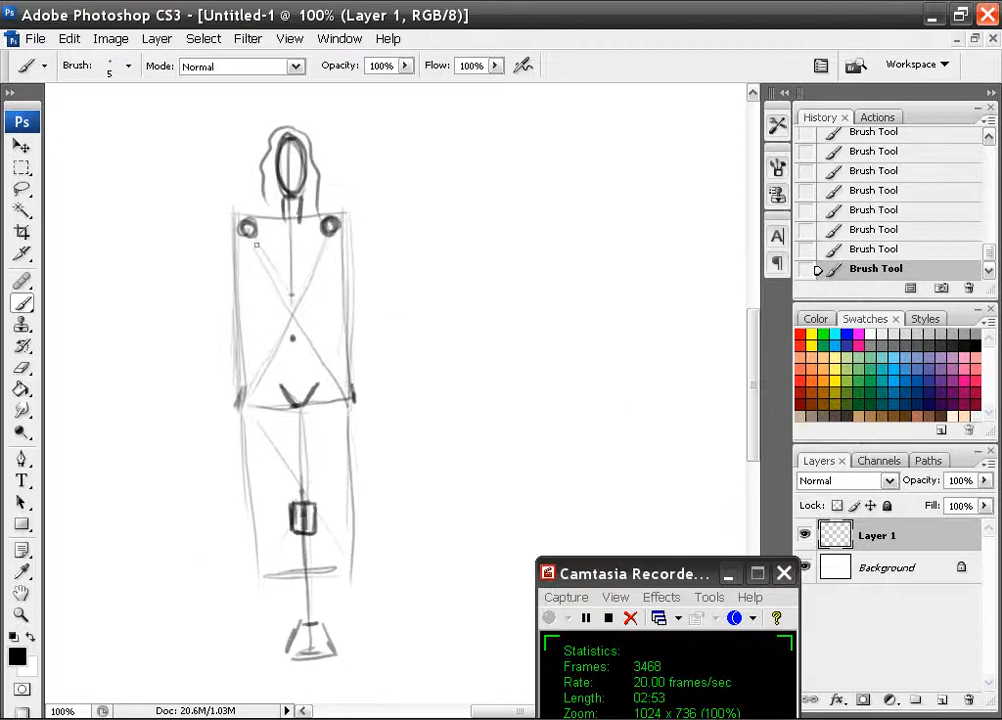 Ps Adobe Photoshop CS3 - [Untitled-1 @ 100% (Layer 1, RGB/8)]
Ps File Edit Image Layer Select Filter View Window Help
Brush: 5 Mode: Normal Opacity: 100% Flow: 100% Workspace
Ps
T
A
History x Actions
Brush Tool
Brush Tool
Brush Tool
Brush Tool
Brush Tool
Brush Tool
Brush Tool
Brush Tool
Color Swatches x Styles
Layers x Channels Paths
Normal Opacity: 100%
Lock: Fill: 100%
Layer 1
Background
fx
Camtasia Recorde...
Capture View Effects Tools Help
Statistics:
Frames: 3468
Rate: 20.00 frames/sec
Length: 02:53
Zoom: 1024 x 736 (100%)
100% Doc: 20.6M/1.03M